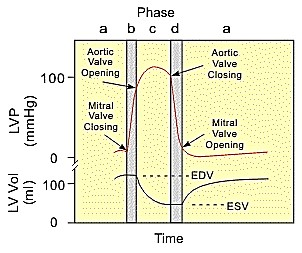 Phase
a b c d a
Aortic
Valve
Opening
Aortic
Valve
Closing
100
LVP
(mmHg)
Mitral
Valve
Closing
Mitral
Valve
Opening
0
LV Vol
(ml)
100
EDV
ESV
0
Time